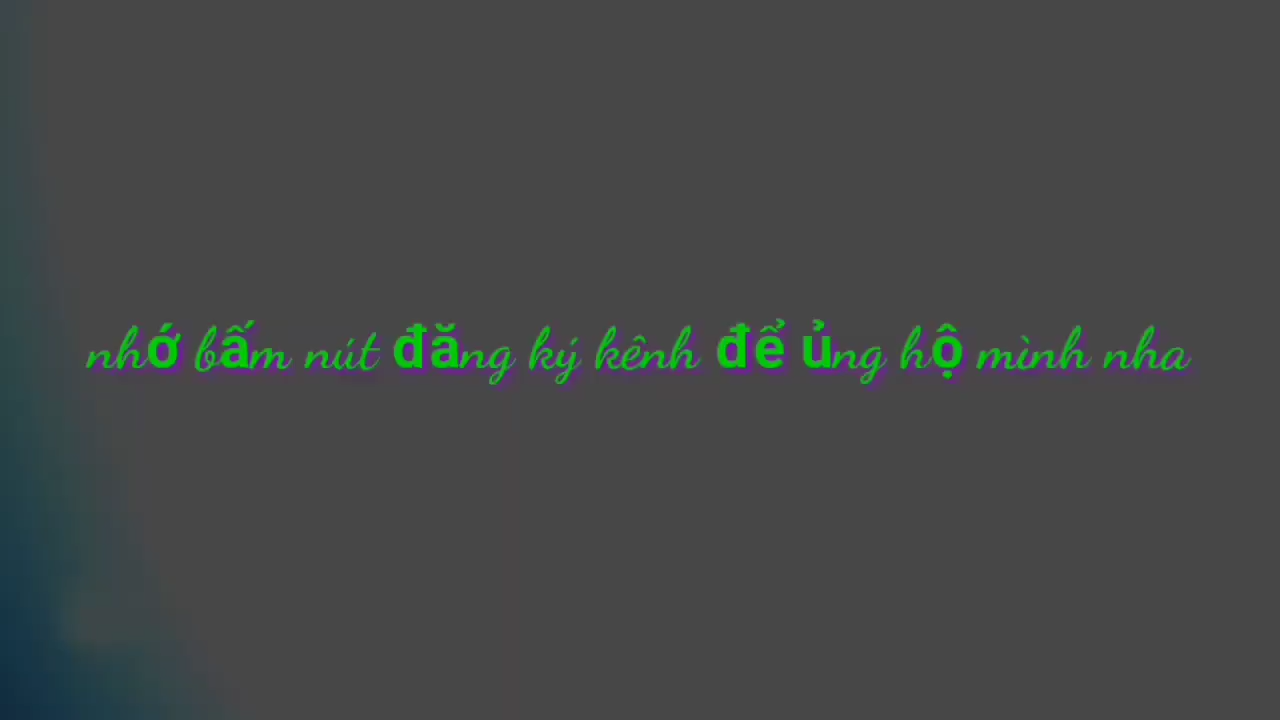 nhớ bấm nút đăng ký kênh để ủng hộ mình nha